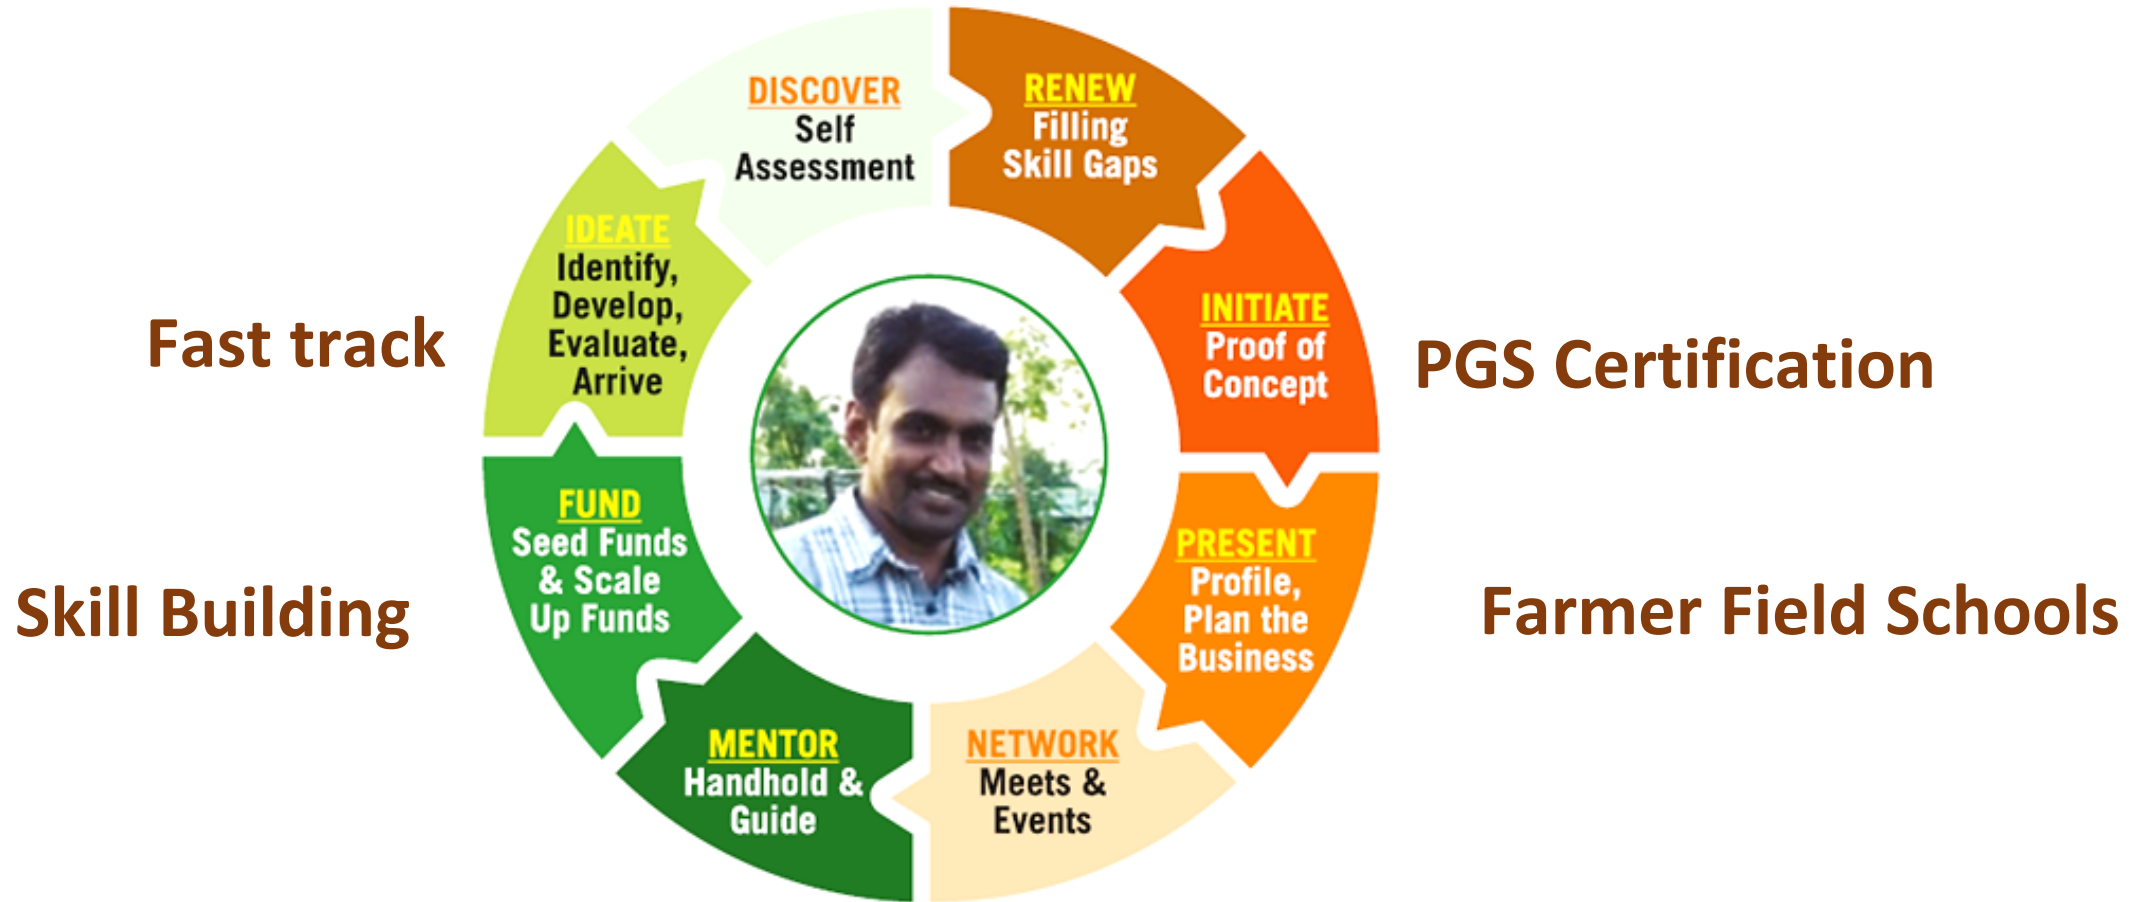 DISCOVER
Self
Assessment
RENEW
Filling
Skill Gaps
INITIATE
Proof of
Concept
PRESENT
Profile,
Plan the
Business
NETWORK
Meets &
Events
MENTOR
Handhold &
Guide
FUND
Seed Funds
& Scale
Up Funds
IDEATE
Identify,
Develop,
Evaluate,
Arrive
Fast track
Skill Building
PGS Certification
Farmer Field Schools